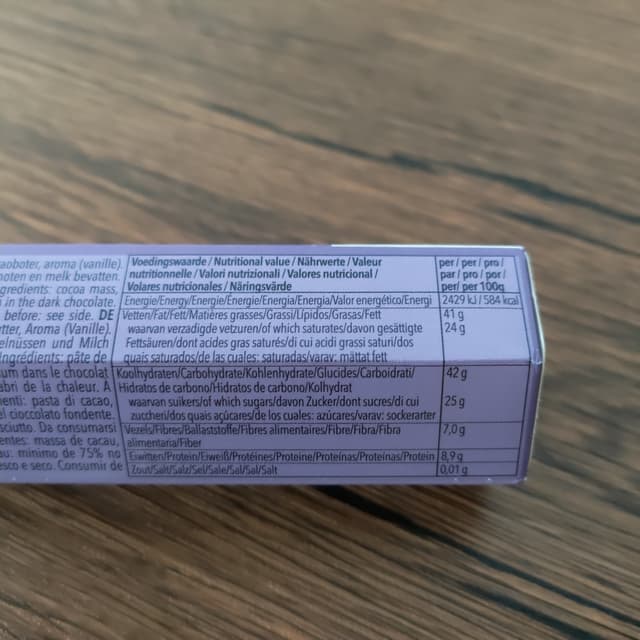 aoboter, aroma (vanille).
noten en melk bevatten.
gredients: cocoa mass,
in the dark chocolate.
before: see side. DE
tter, Aroma (Vanille).
elnüssen und Milch
Ingrédients: pâte de
um dans le chocolat
abri de la chaleur. A
ienti: pasta di cacao,
el cioccolato fondente.
sciutto. Da consumarsi
entes: massa de cacau,
au: mínimo de 75% no
esco e seco. Consumir de
Voedingswaarde / Nutritional value / Nährwerte / Valeur
nutritionnelle / Valori nutrizionali / Valores nutricional /
Volares nutricionales / Näringsvärde
per / per / pro /
par / pro / por /
per/ per 100g
Energie/Energy/Energie/Énergie/Energia/Energia/Valor energético/Energi 2429 kJ / 584 kcal
Vetten/Fat/Fett/Matières grasses/Grassi/Lípidos/Grasas/Fett 41 g
waarvan verzadigde vetzuren/of which saturates/davon gesättigte 24 g
Fettsäuren/dont acides gras saturés/di cui acidi grassi saturi/dos
quais saturados/de las cuales: saturadas/varav: mättat fett
Koolhydraten/Carbohydrate/Kohlenhydrate/Glucides/Carboidrati/ 42 g
Hidratos de carbono/Hidratos de carbono/Kolhydrat
waarvan suikers/of which sugars/davon Zucker/dont sucres/di cui 25 g
zuccheri/dos quais açúcares/de los cuales: azúcares/varav: sockerarter
Vezels/Fibres/Ballaststoffe/Fibres alimentaires/Fibre/Fibra/Fibra 7,0 g
alimentaria/Fiber
Eiwitten/Protein/Eiweiß/Protéines/Proteine/Proteínas/Proteínas/Protein 8,9 g
Zout/Salt/Salz/Sel/Sale/Sal/Sal/Salt 0,01 g